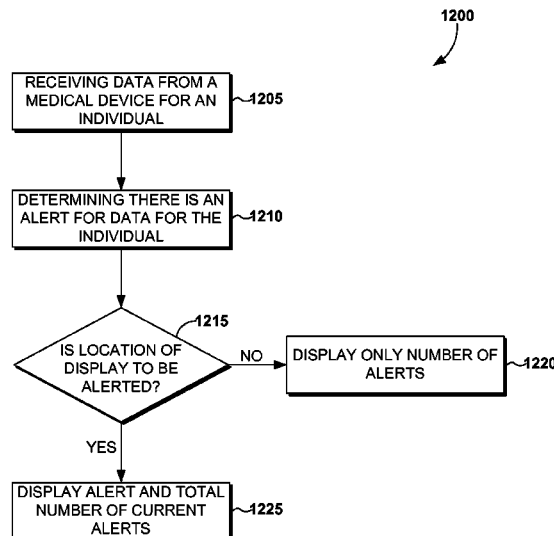 1200
RECEIVING DATA FROM A
MEDICAL DEVICE FOR AN
INDIVIDUAL
1205
DETERMINING THERE IS AN
ALERT FOR DATA FOR THE
INDIVIDUAL
1210
1215
IS LOCATION OF
DISPLAY TO BE
ALERTED?
NO
DISPLAY ONLY NUMBER OF
ALERTS
1220
YES
DISPLAY ALERT AND TOTAL
NUMBER OF CURRENT
ALERTS
1225